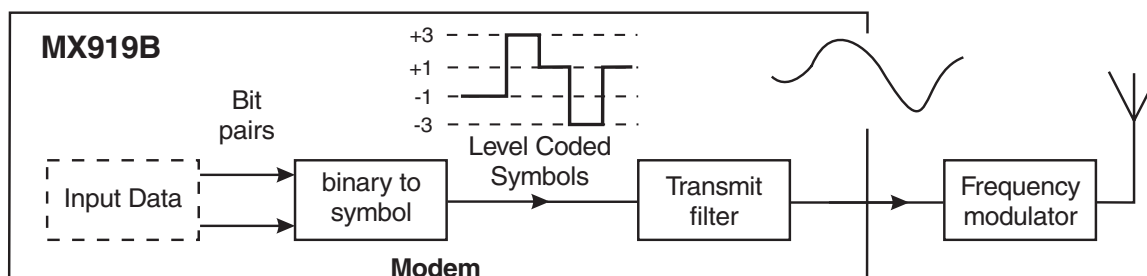 MX919B
+3
+1
-1
-3
Bit
pairs
Level Coded
Symbols
Input Data
binary to
symbol
Transmit
filter
Frequency
modulator
Modem